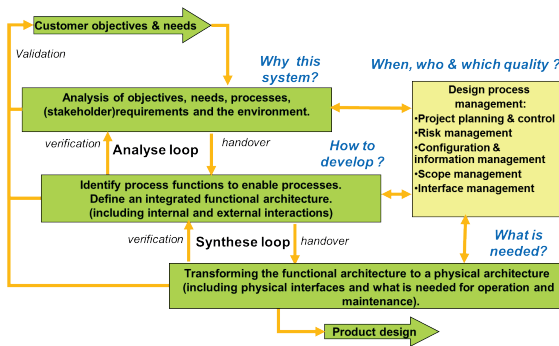 Customer objectives & needs
Validation
Why this
system?
When, who & which quality ?
Analysis of objectives, needs, processes,
(stakeholder)requirements and the environment.
Design process
management:
•Project planning & control
•Risk management
•Configuration &
information management
•Scope management
•Interface management
verification
Analyse loop
handover
How to
develop ?
Identify process functions to enable processes.
Define an integrated functional architecture.
(including internal and external interactions)
verification
Synthese loop
handover
What is
needed?
Transforming the functional architecture to a physical architecture
(including physical interfaces and what is needed for operation and
maintenance).
Product design